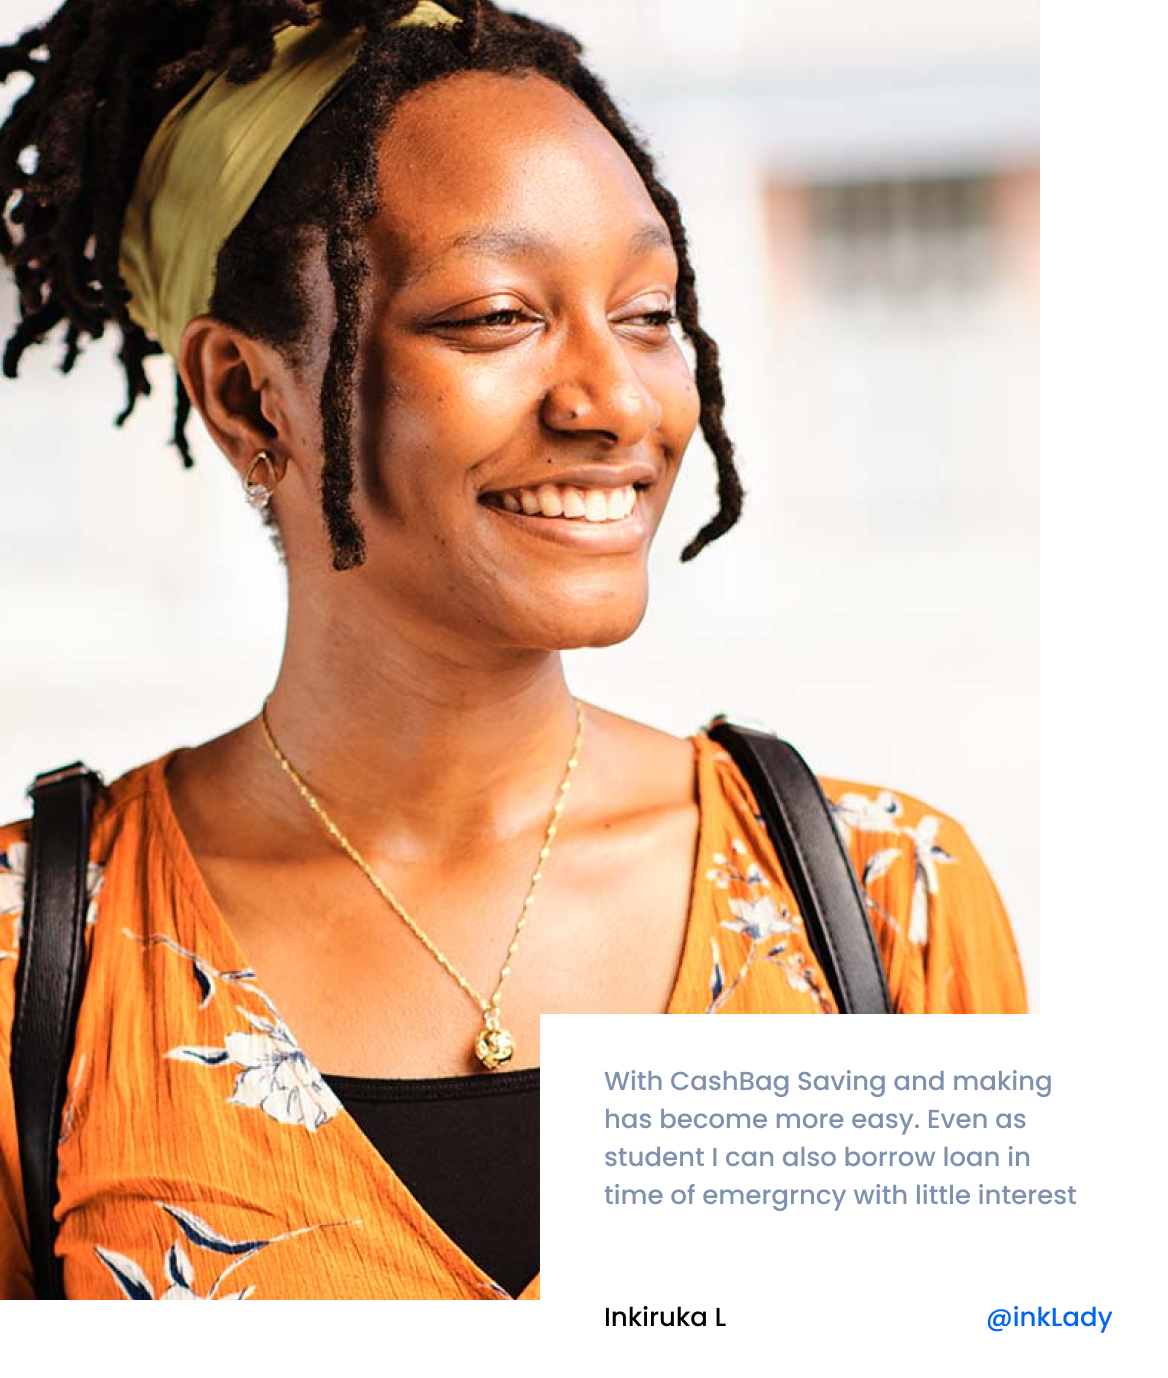 With CashBag Saving and making
has become more easy. Even as
student I can also borrow loan in
time of emergrncy with little interest
Inkiruka L @inkLady